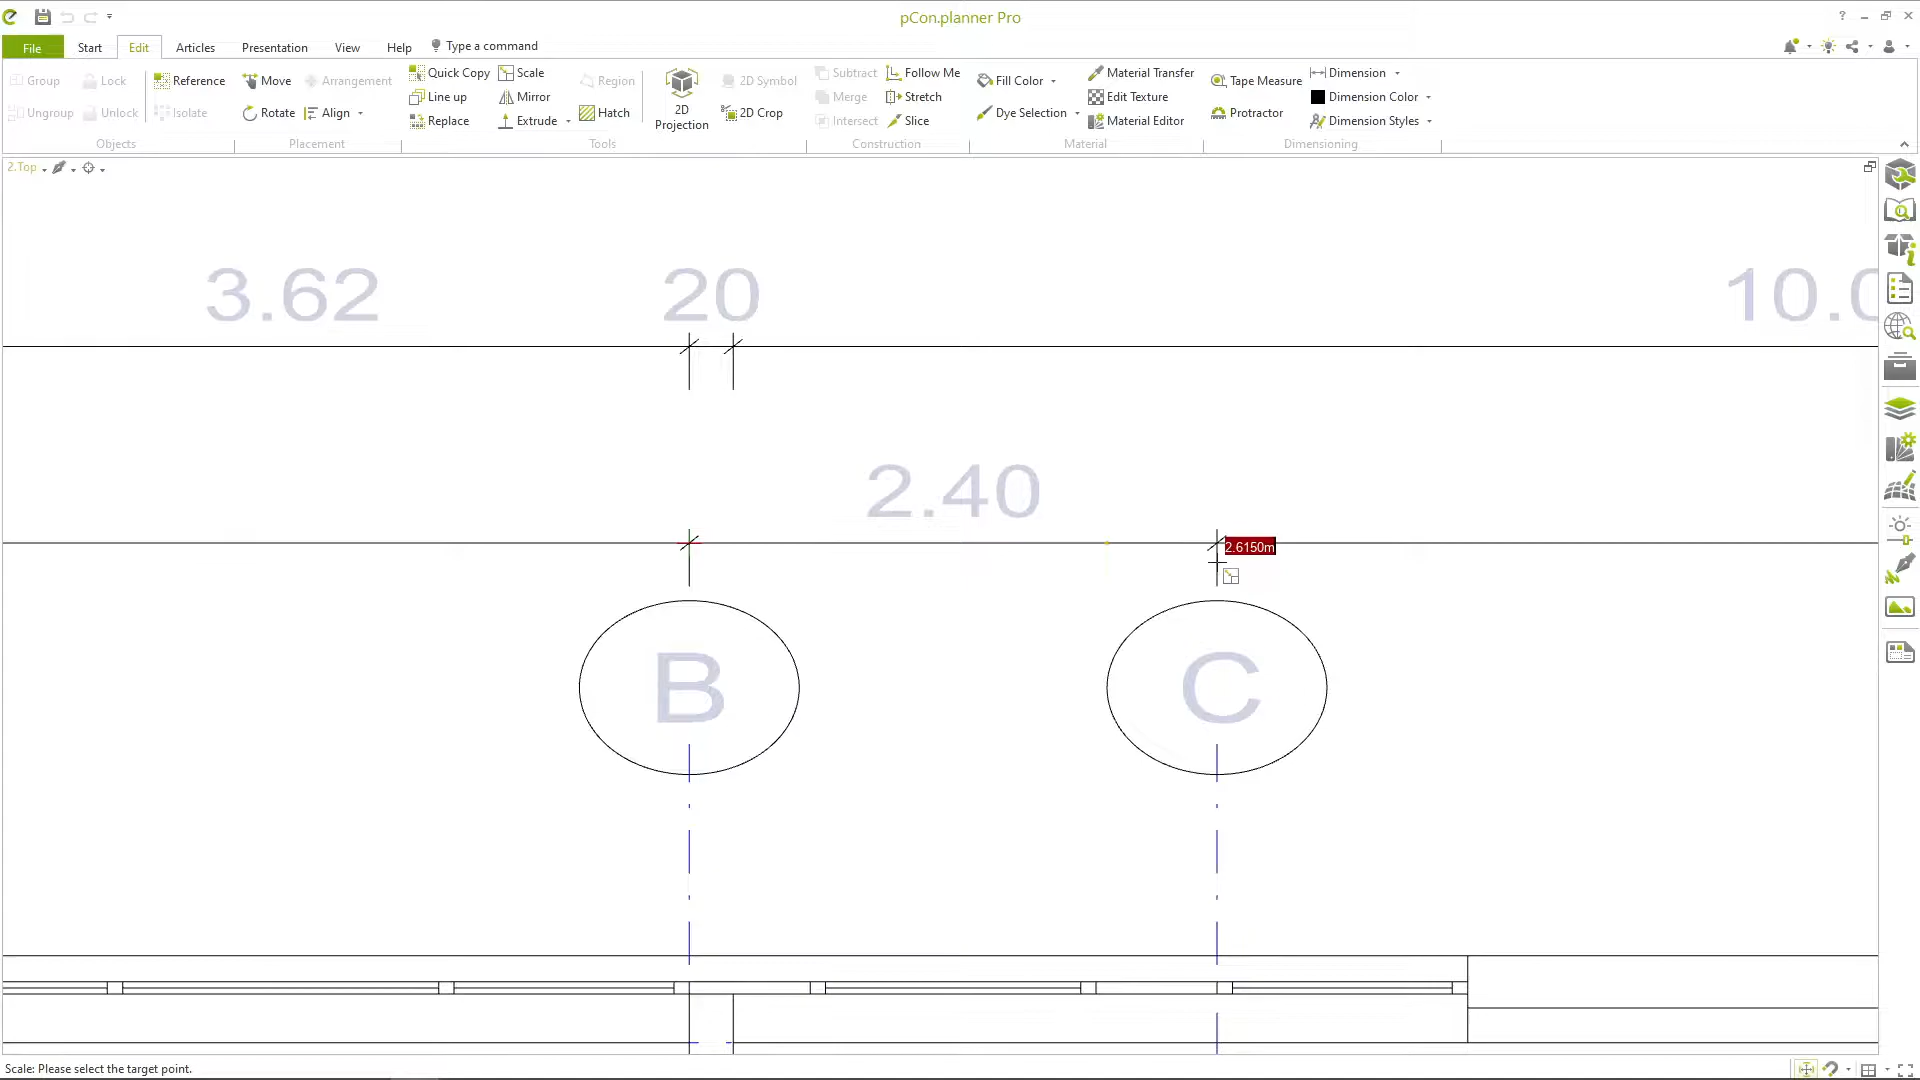 pCon.planner Pro
?
File
Start
Edit
Articles
Presentation
View
Help
Type a command
Group
Lock
Reference
Move
Arrangement
Quick Copy
Scale
Region
2D Projection
2D Symbol
Subtract
Follow Me
Fill Color
Material Transfer
Tape Measure
Dimension
Line up
Mirror
Merge
Stretch
Edit Texture
Dimension Color
Ungroup
Unlock
Isolate
Rotate
Align
Replace
Extrude
Hatch
2D Crop
Intersect
Slice
Dye Selection
Material Editor
Protractor
Dimension Styles
Objects
Placement
Tools
Construction
Material
Dimensioning
2.Top
3.62
20
10.0
2.40
2.6150m
B
C
Scale: Please select the target point.